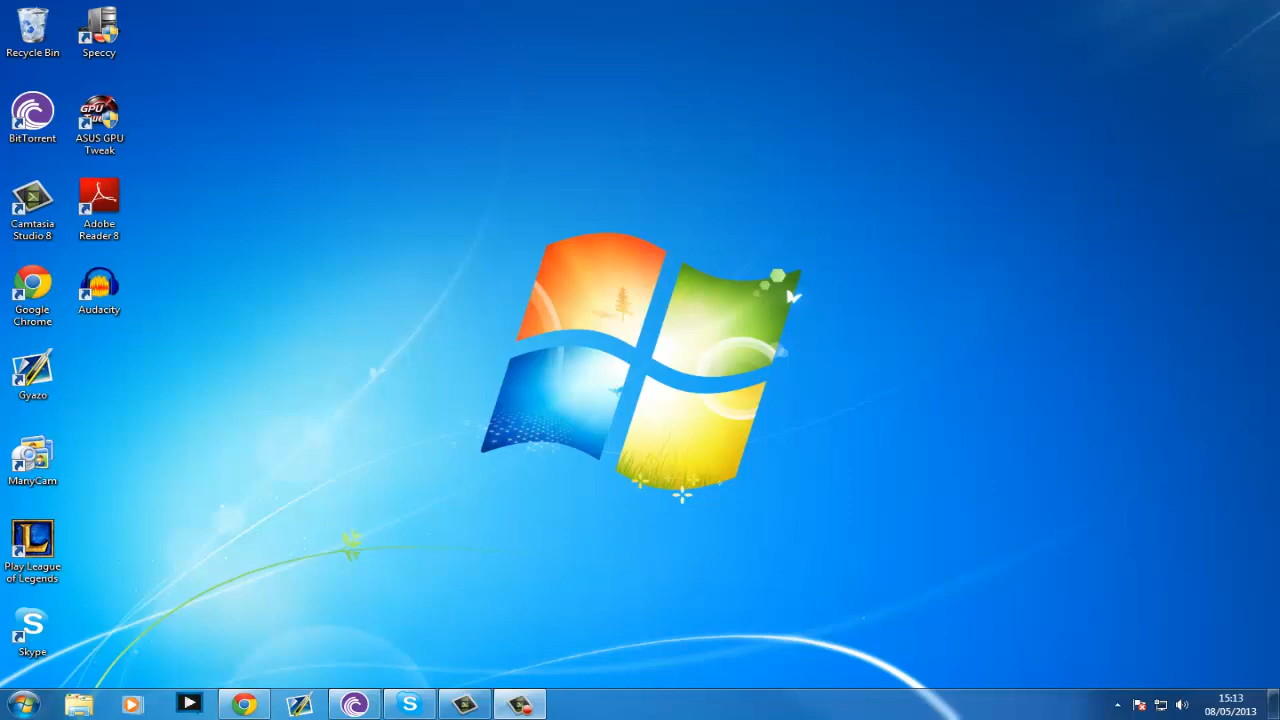 Recycle Bin
Speccy
BitTorrent
GPU
ASUS GPU
Tweak
Camtasia
Studio 8
Adobe
Reader 8
Google
Chrome
Audacity
Gyazo
ManyCam
L
Play League
of Legends
S
Skype
S
15:13
08/05/2013